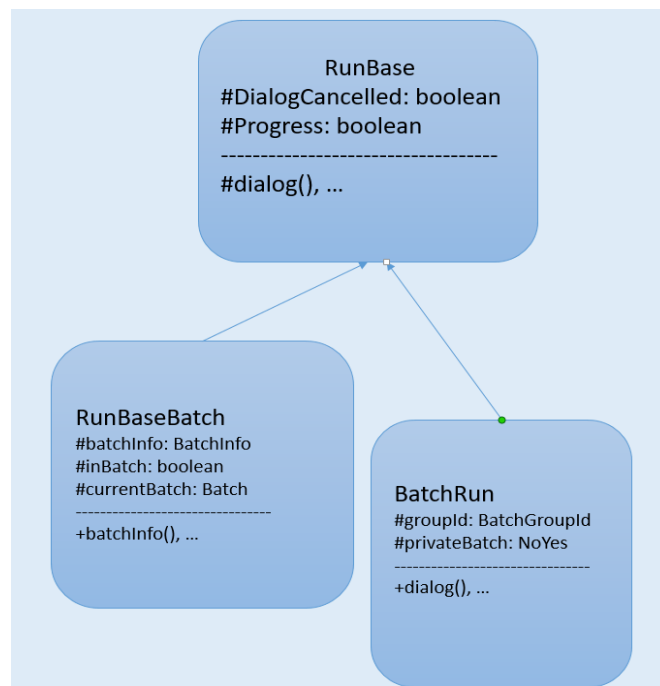 RunBase
#DialogCancelled: boolean
#Progress: boolean
-----------------------------------
#dialog(), ...
RunBaseBatch
#batchInfo: BatchInfo
#inBatch: boolean
#currentBatch: Batch
--------------------------------
+batchInfo(), ...
BatchRun
#groupId: BatchGroupId
#privateBatch: NoYes
--------------------------------
+dialog(), ...